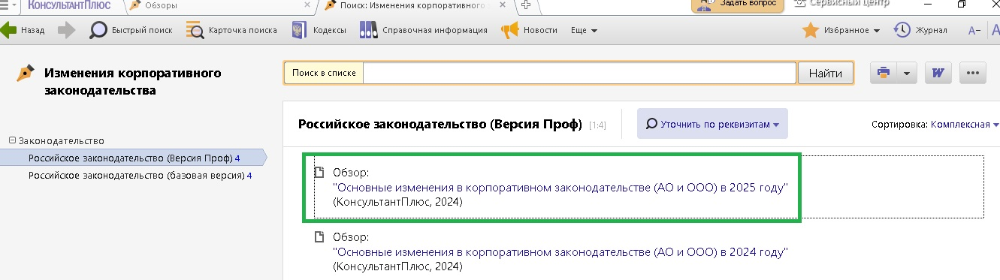 КонсультантПлюс
Обзоры
Поиск: Изменения корпоративного
Задать вопрос
Сервисный центр
Назад
Быстрый поиск
Карточка поиска
Кодексы
Справочная информация
Новости
Еще
Избранное
Журнал
А−
А
Изменения корпоративного
законодательства
Поиск в списке
Найти
W
Российское законодательство (Версия Проф) [1:4]
Уточнить по реквизитам
Сортировка: Комплексная
Законодательство
Российское законодательство (Версия Проф) 4
Российское законодательство (базовая версия) 4
Обзор:
"Основные изменения в корпоративном законодательстве (АО и ООО) в 2025 году"
(КонсультантПлюс, 2024)
Обзор:
"Основные изменения в корпоративном законодательстве (АО и ООО) в 2024 году"
(КонсультантПлюс, 2024)